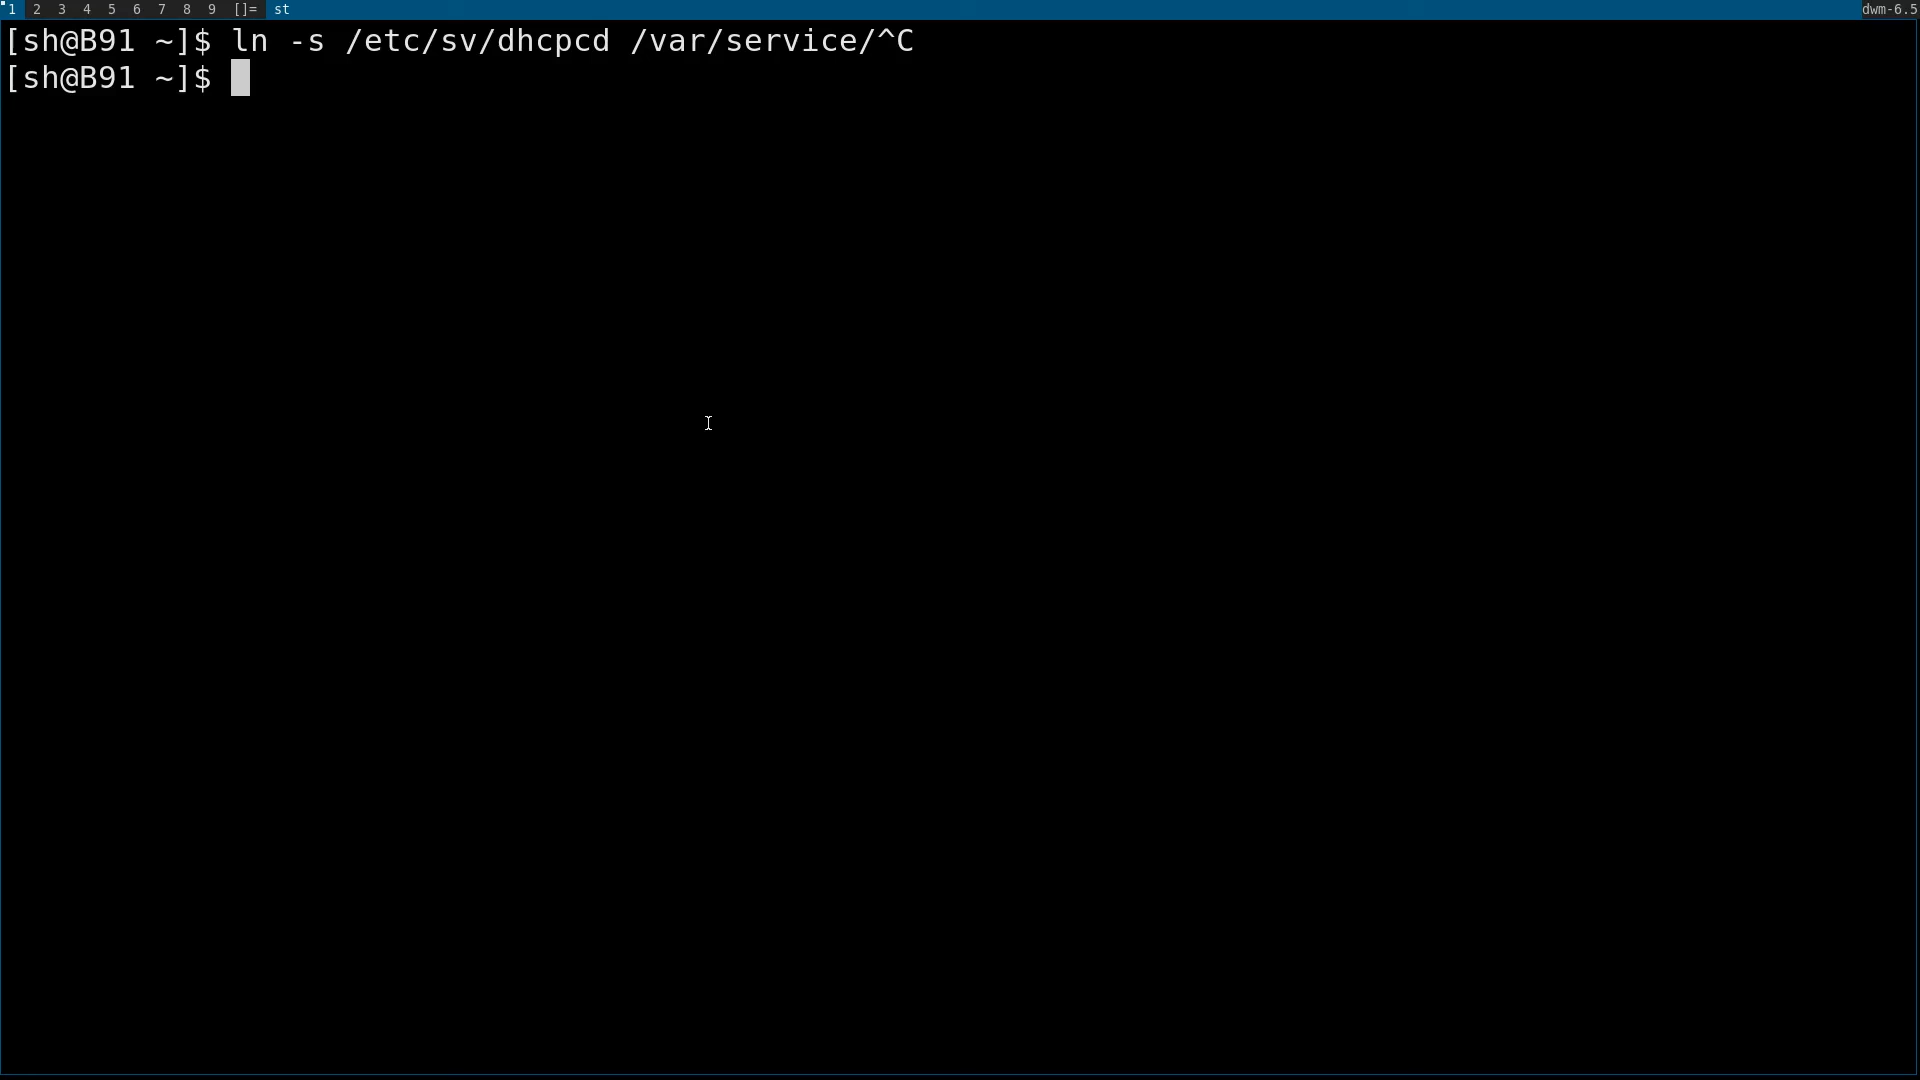 1 2 3 4 5 6 7 8 9 []= st dwm-6.5
[sh@B91 ~]$ ln -s /etc/sv/dhcpcd /var/service/^C
[sh@B91 ~]$